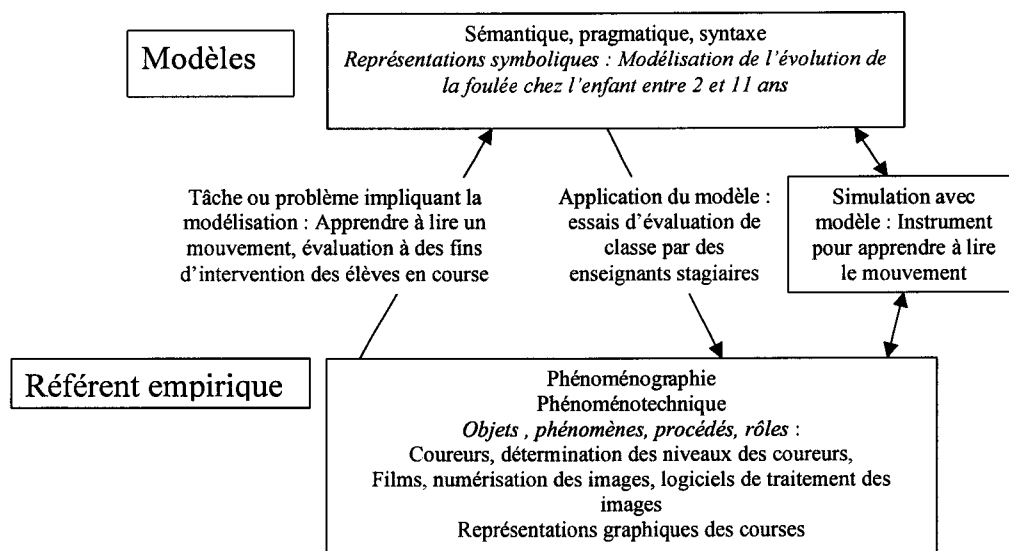 Modèles
Sémantique, pragmatique, syntaxe
Représentations symboliques : Modélisation de l'évolution de
la foulée chez l'enfant entre 2 et 11 ans
Tâche ou problème impliquant la
modélisation : Apprendre à lire un
mouvement, évaluation à des fins
d'intervention des élèves en course
Application du modèle :
essais d'évaluation de
classe par des
enseignants stagiaires
Simulation avec
modèle : Instrument
pour apprendre à lire
le mouvement
Référent empirique
Phénoménographie
Phénoménotechnique
Objets , phénomènes, procédés, rôles :
Coureurs, détermination des niveaux des coureurs,
Films, numérisation des images, logiciels de traitement des
images
Représentations graphiques des courses